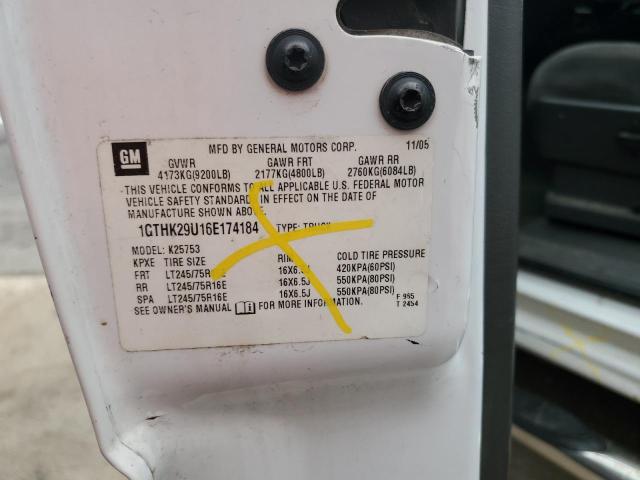 GM
MFD BY GENERAL MOTORS CORP. 11/05
GVWR GAWR FRT GAWR RR
4173KG(9200LB) 2177KG(4800LB) 2760KG(6084LB)
THIS VEHICLE CONFORMS TO ALL APPLICABLE U.S. FEDERAL MOTOR
VEHICLE SAFETY STANDARDS IN EFFECT ON THE DATE OF
MANUFACTURE SHOWN ABOVE.
1GTHK29U16E174184 TYPE: TRUCK
MODEL: K25753
KPXE TIRE SIZE RIM COLD TIRE PRESSURE
FRT LT245/75R16E 16X6.5J 420KPA(60PSI)
RR LT245/75R16E 16X6.5J 550KPA(80PSI)
SPA LT245/75R16E 16X6.5J 550KPA(80PSI)
SEE OWNER'S MANUAL FOR MORE INFORMATION. F 965
T 2454